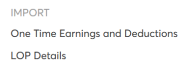 IMPORT
One Time Earnings and Deductions
LOP Details